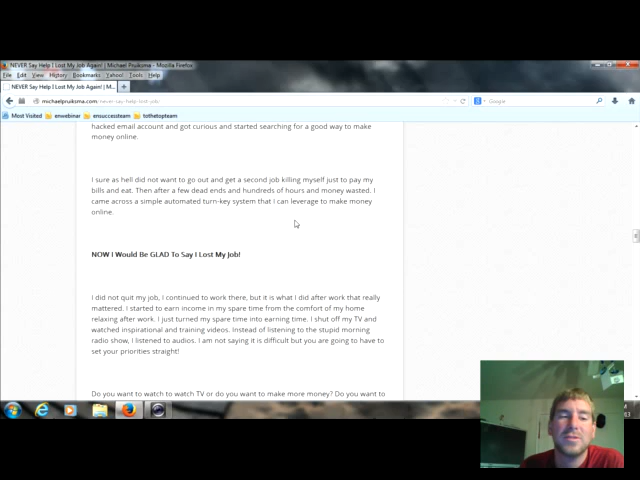 NEVER Say Help I Lost My Job Again! | Michael Pruiksma - Mozilla Firefox
File Edit View History Bookmarks Yahoo! Tools Help
NEVER Say Help I Lost My Job Again! | M...
michaelpruiksma.com/never-say-help-lost-job/
Google
Most Visited enwebinar ensuccessteam tothetopteam
hacked email account and got curious and started searching for a good way to make
money online.
I sure as hell did not want to go out and get a second job killing myself just to pay my
bills and eat. Then after a few dead ends and hundreds of hours and money wasted. I
came across a simple automated turn-key system that I can leverage to make money
online.
NOW I Would Be GLAD To Say I Lost My Job!
I did not quit my job, I continued to work there, but it is what I did after work that really
mattered. I started to earn income in my spare time from the comfort of my home
relaxing after work. I just turned my spare time into earning time. I shut off my TV and
watched inspirational and training videos. Instead of listening to the stupid morning
radio show, I listened to audios. I am not saying it is difficult but you are going to have to
set your priorities straight!
Do you want to watch to watch TV or do you want to make more money? Do you want to